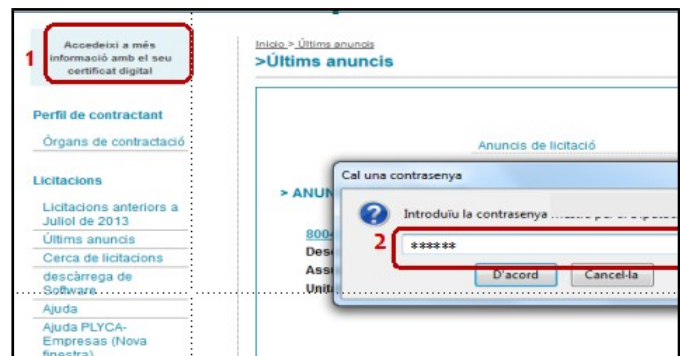 1
Accedeixi a més
informació amb el seu
certificat digital
Perfil de contractant
Òrgans de contractació
Licitacions
Licitacions anteriors a
Juliol de 2013
Últims anuncis
Cerca de licitacions
descàrrega de
Software
Ajuda
Ajuda PLYCA-
Empresas (Nova
finestra)
Inicio > Últims anuncis
>Últims anuncis
Anuncis de licitació
> ANUN
800
Des
Ass
Unit
Cal una contrasenya
Introduïu la contrasenya
2
******
D'acord Cancel·la